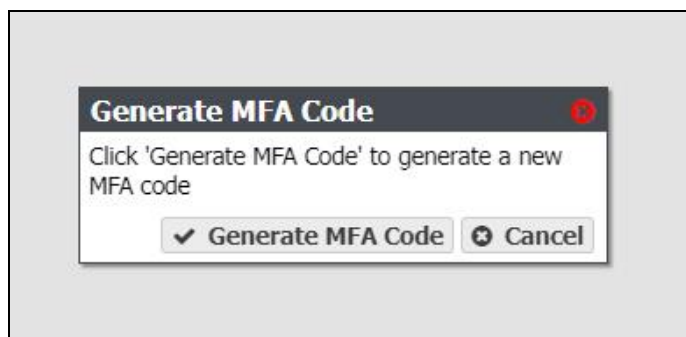 Generate MFA Code
Click 'Generate MFA Code' to generate a new
MFA code
Generate MFA Code Cancel